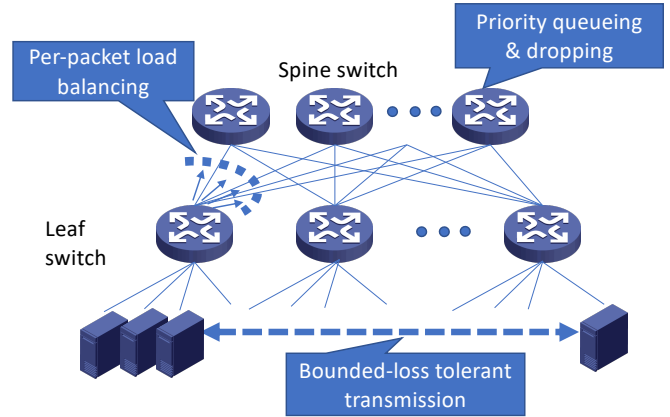 Per-packet load
balancing
Priority queueing
& dropping
Spine switch
Leaf
switch
Bounded-loss tolerant
transmission